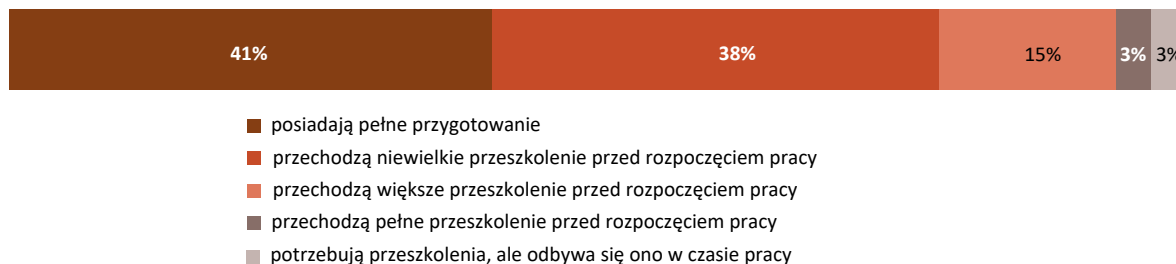 41% 38% 15% 3% 3%
posiadają pełne przygotowanie
przechodzą niewielkie przeszkolenie przed rozpoczęciem pracy
przechodzą większe przeszkolenie przed rozpoczęciem pracy
przechodzą pełne przeszkolenie przed rozpoczęciem pracy
potrzebują przeszkolenia, ale odbywa się ono w czasie pracy